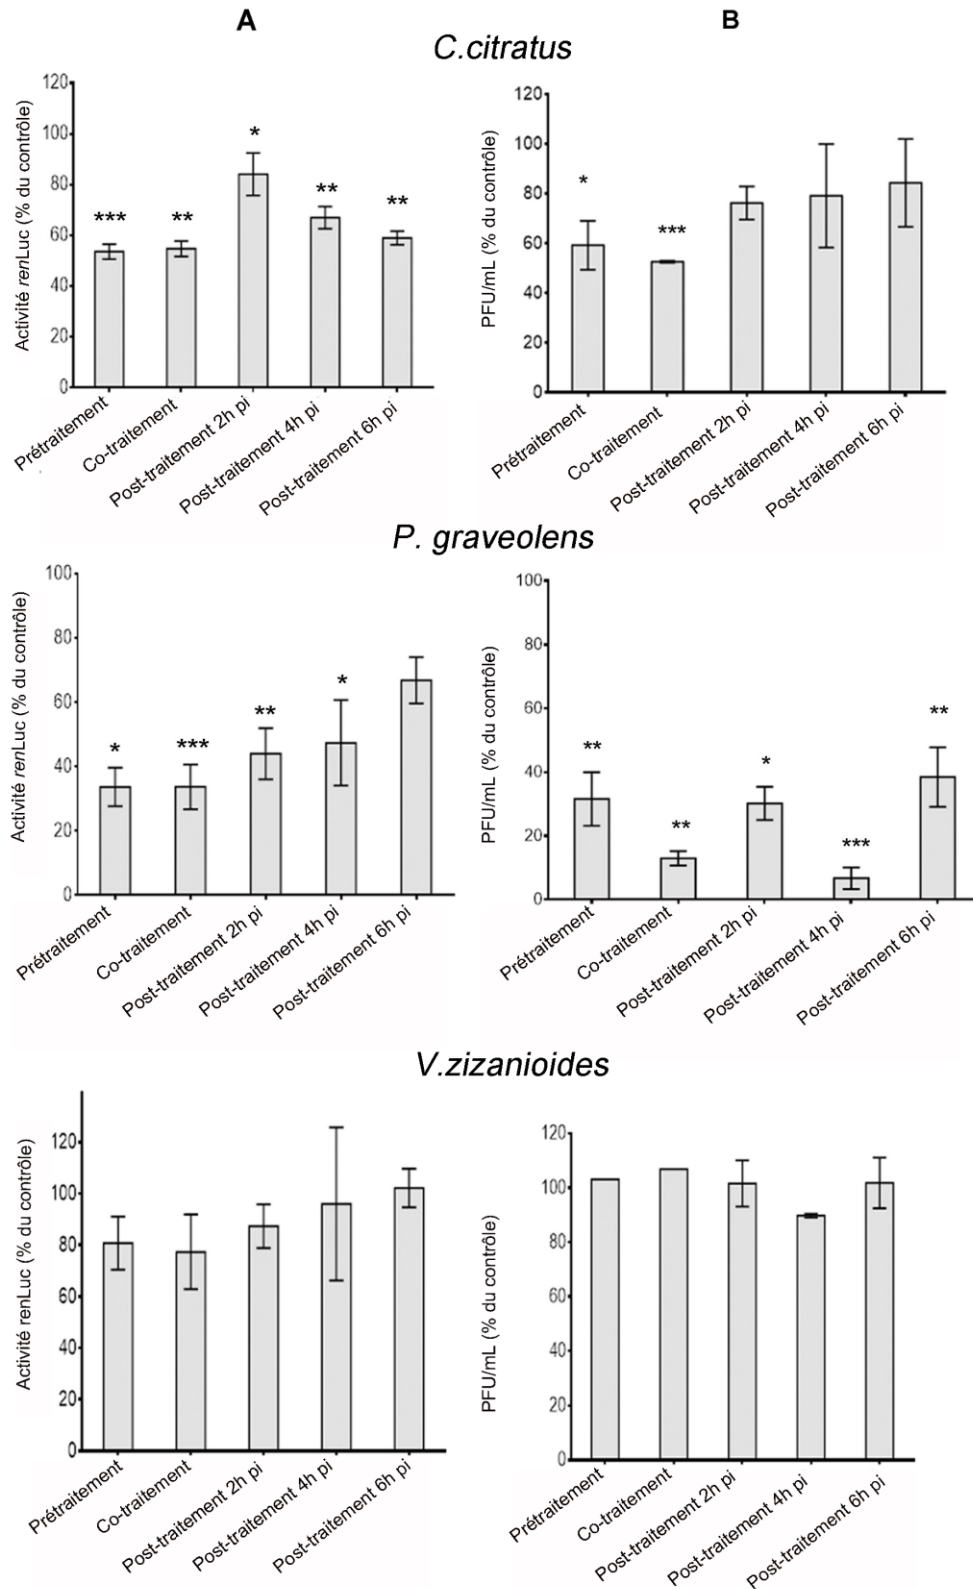 A
B
C.citratus
Activité renLuc (% du contrôle)
120
100
80
60
40
20
0
***
**
*
**
**
Prétraitement
Co-traitement
Post-traitement 2h pi
Post-traitement 4h pi
Post-traitement 6h pi
PFU/mL (% du contrôle)
120
100
80
60
40
20
0
*
***
Prétraitement
Co-traitement
Post-traitement 2h pi
Post-traitement 4h pi
Post-traitement 6h pi
P. graveolens
Activité renLuc (% du contrôle)
100
80
60
40
20
0
*
***
**
*
Prétraitement
Co-traitement
Post-traitement 2h pi
Post-traitement 4h pi
Post-traitement 6h pi
PFU/mL (% du contrôle)
100
80
60
40
20
0
**
**
*
***
**
Prétraitement
Co-traitement
Post-traitement 2h pi
Post-traitement 4h pi
Post-traitement 6h pi
V.zizanioides
Activité renLuc (% du contrôle)
120
100
80
60
40
20
0
Prétraitement
Co-traitement
Post-traitement 2h pi
Post-traitement 4h pi
Post-traitement 6h pi
PFU/mL (% du contrôle)
120
100
80
60
40
20
0
Prétraitement
Co-traitement
Post-traitement 2h pi
Post-traitement 4h pi
Post-traitement 6h pi